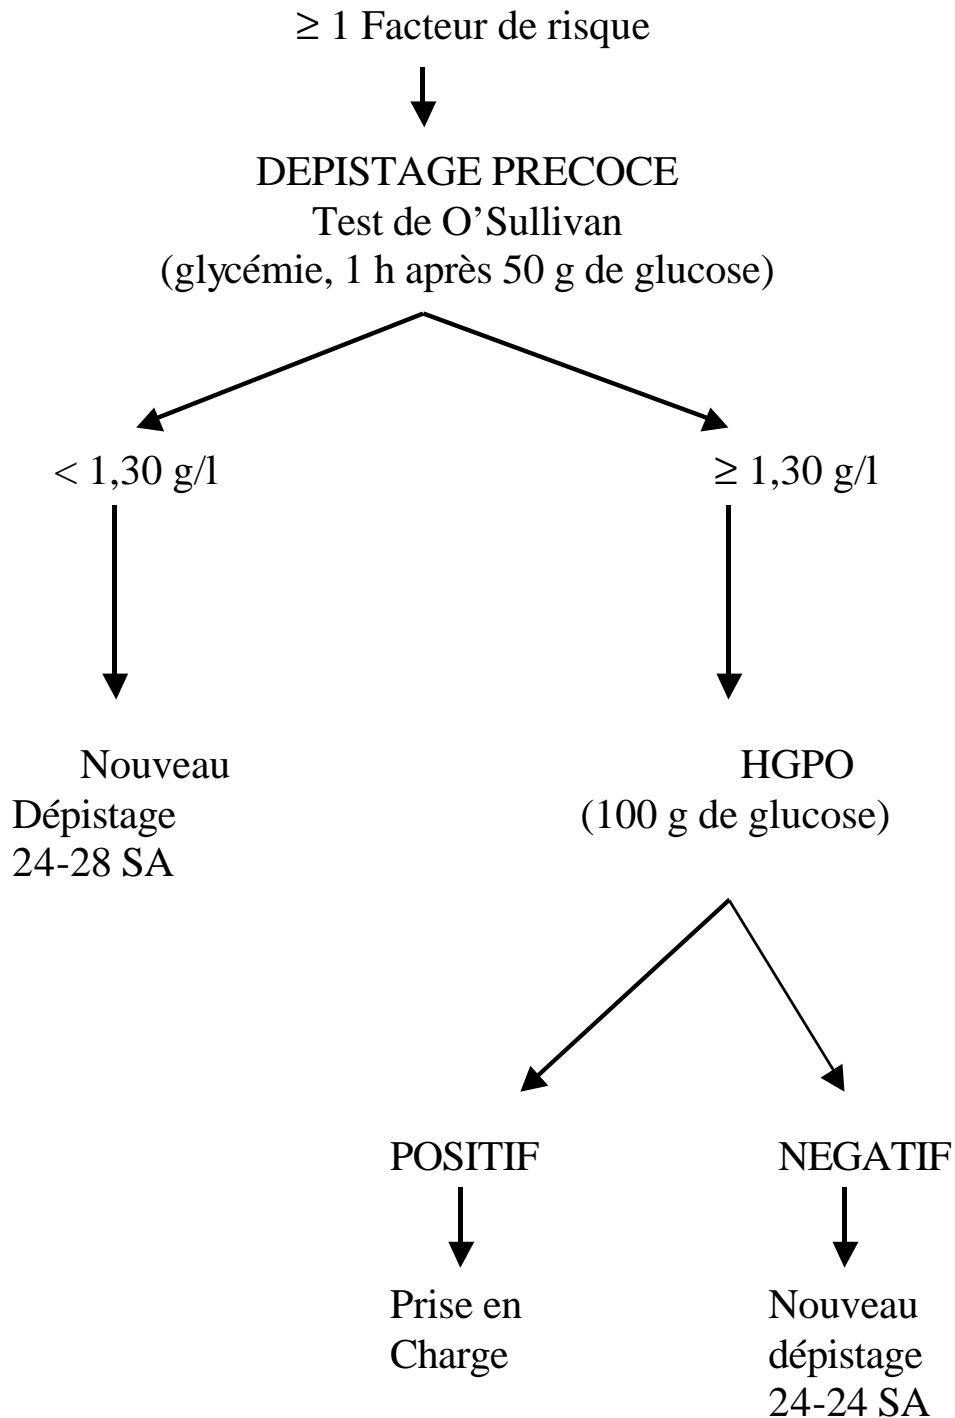 ≥ 1 Facteur de risque
DEPISTAGE PRECOCE
Test de O’Sullivan
(glycémie, 1 h après 50 g de glucose)
< 1,30 g/l
≥ 1,30 g/l
Nouveau
Dépistage
24-28 SA
HGPO
(100 g de glucose)
POSITIF
NEGATIF
Prise en
Charge
Nouveau
dépistage
24-24 SA